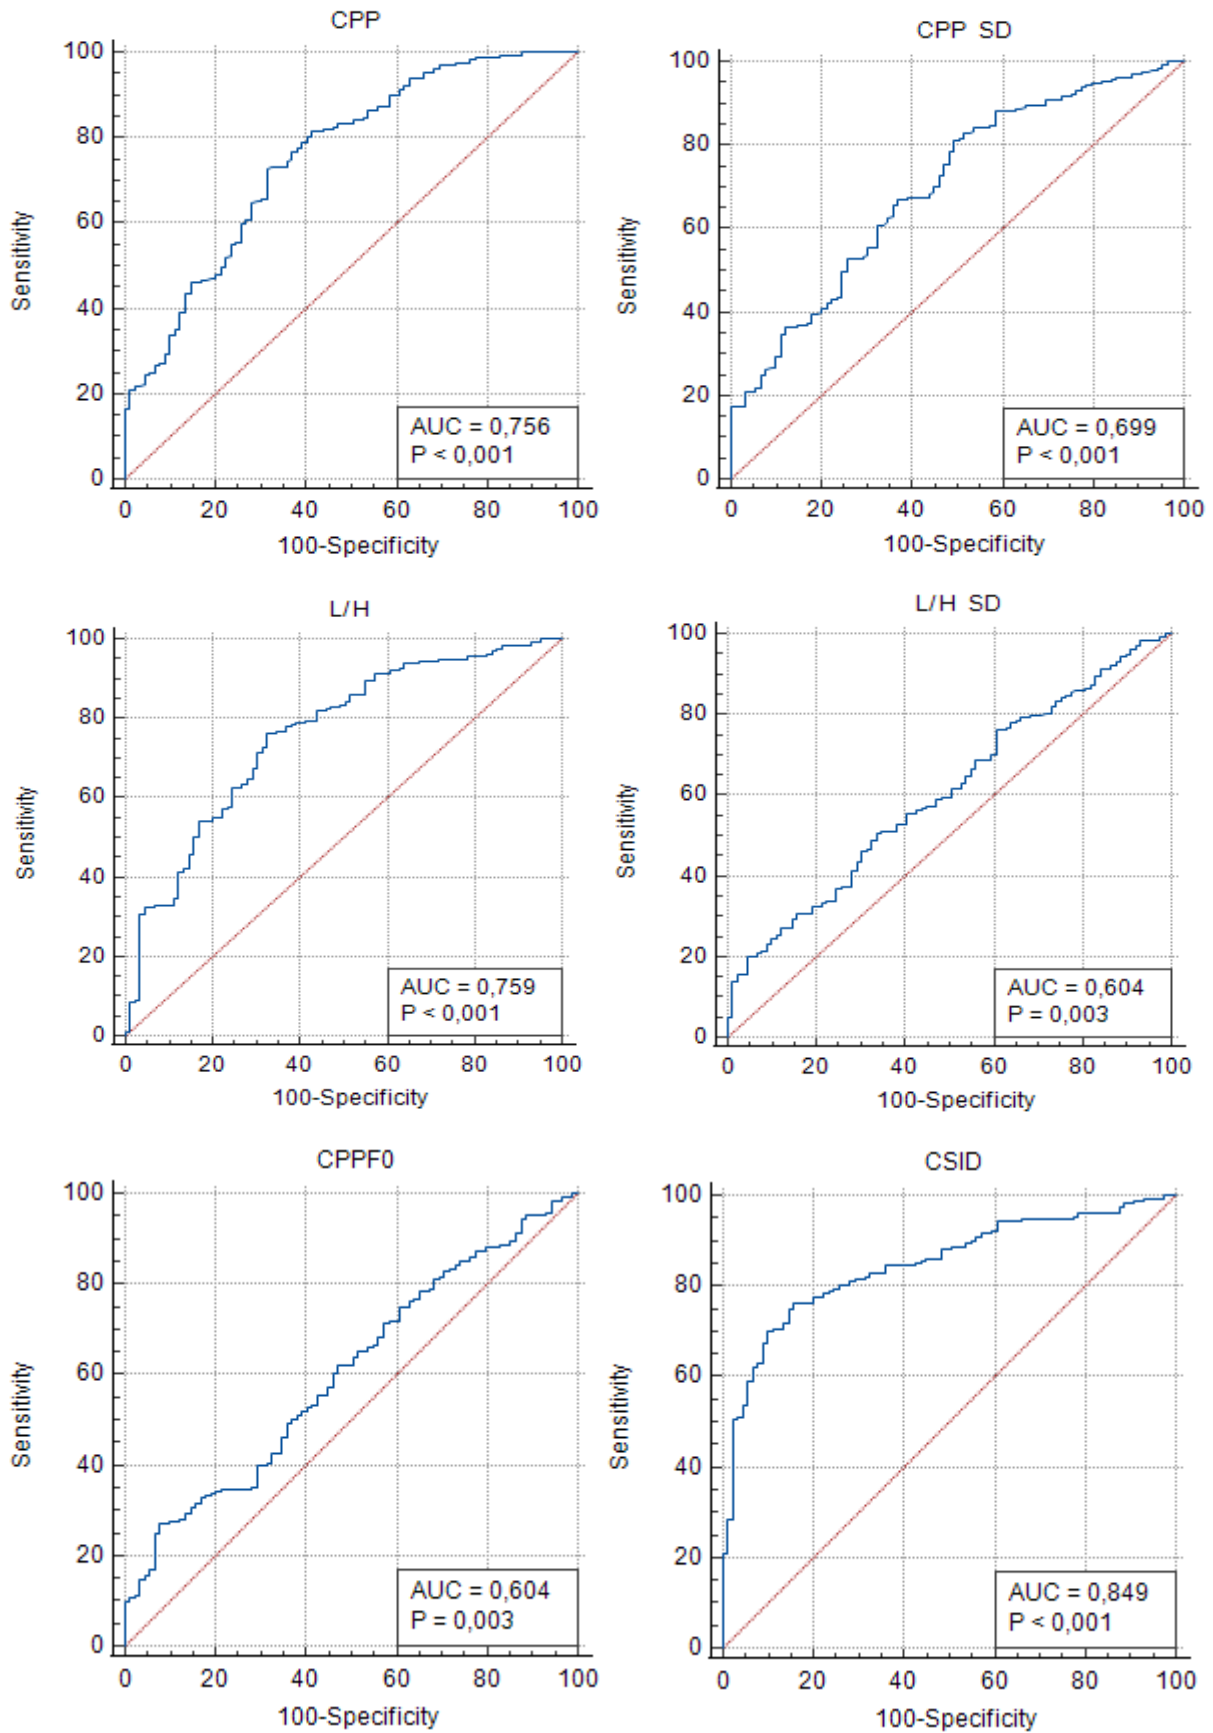 CPP
100
80
60
40
20
0
Sensitivity
AUC = 0,756
P < 0,001
0 20 40 60 80 100
100-Specificity
CPP SD
100
80
60
40
20
0
Sensitivity
AUC = 0,699
P < 0,001
0 20 40 60 80 100
100-Specificity
L/H
100
80
60
40
20
0
Sensitivity
AUC = 0,759
P < 0,001
0 20 40 60 80 100
100-Specificity
L/H SD
100
80
60
40
20
0
Sensitivity
AUC = 0,604
P = 0,003
0 20 40 60 80 100
100-Specificity
CPPF0
100
80
60
40
20
0
Sensitivity
AUC = 0,604
P = 0,003
0 20 40 60 80 100
100-Specificity
CSID
100
80
60
40
20
0
Sensitivity
AUC = 0,849
P < 0,001
0 20 40 60 80 100
100-Specificity